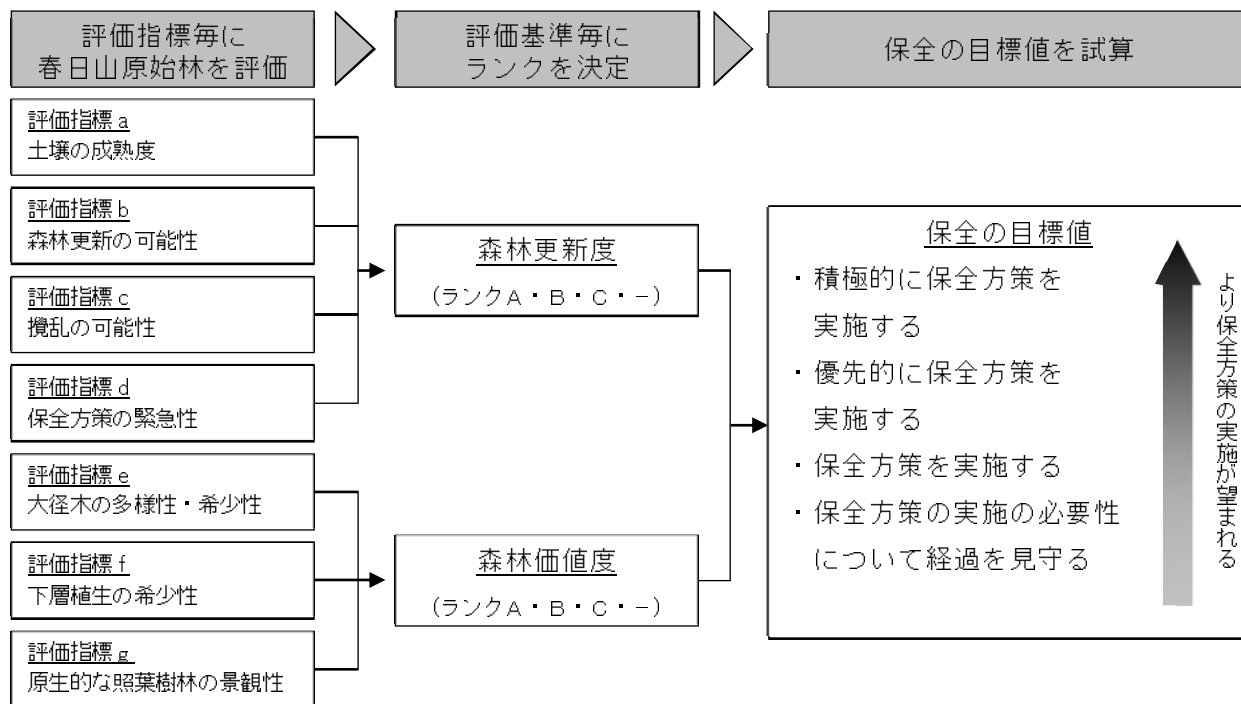 評価指標毎に
春日山原始林を評価
評価基準毎に
ランクを決定
保全の目標値を試算
評価指標a
土壌の成熟度
評価指標b
森林更新の可能性
評価指標c
攪乱の可能性
評価指標d
保全方策の緊急性
評価指標e
大径木の多様性・希少性
評価指標f
下層植生の希少性
評価指標g
原生的な照葉樹林の景観性
森林更新度
（ランクA・B・C・－）
森林価値度
（ランクA・B・C・－）
保全の目標値
・積極的に保全方策を
実施する
・優先的に保全方策を
実施する
・保全方策を実施する
・保全方策の実施の必要性
について経過を見守る
より保全方策の実施が望まれる